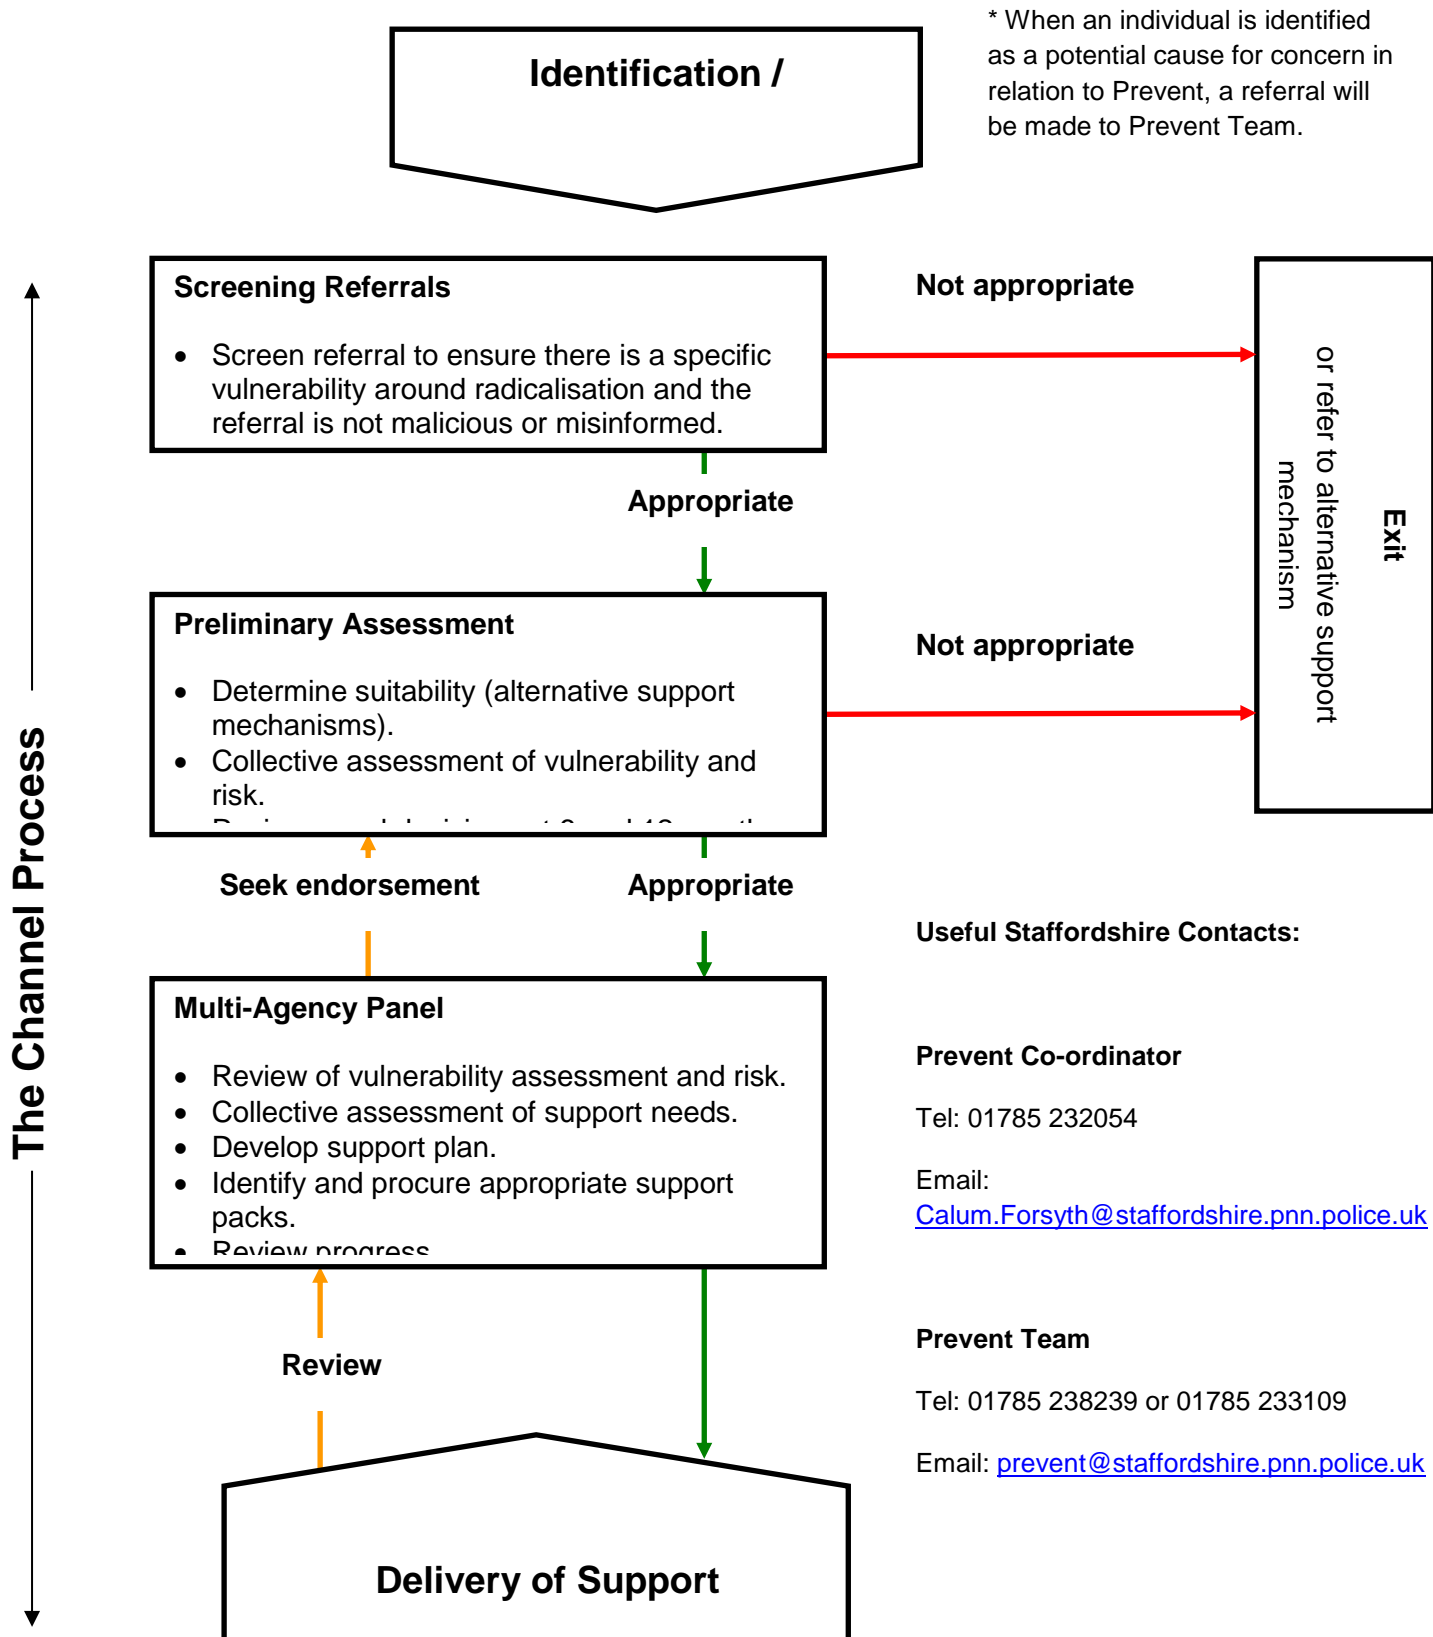 Identification /
* When an individual is identified
as a potential cause for concern in
relation to Prevent, a referral will
be made to Prevent Team.
The Channel Process
Screening Referrals
• Screen referral to ensure there is a specific
vulnerability around radicalisation and the
referral is not malicious or misinformed.
Not appropriate
Exit
or refer to alternative support
mechanism
Appropriate
Preliminary Assessment
• Determine suitability (alternative support
mechanisms).
• Collective assessment of vulnerability and
risk.
Not appropriate
Seek endorsement
Appropriate
Multi-Agency Panel
• Review of vulnerability assessment and risk.
• Collective assessment of support needs.
• Develop support plan.
• Identify and procure appropriate support
packs.
• Review progress
Review
Delivery of Support
Useful Staffordshire Contacts:
Prevent Co-ordinator
Tel: 01785 232054
Email:
Calum.Forsyth@staffordshire.pnn.police.uk
Prevent Team
Tel: 01785 238239 or 01785 233109
Email: prevent@staffordshire.pnn.police.uk